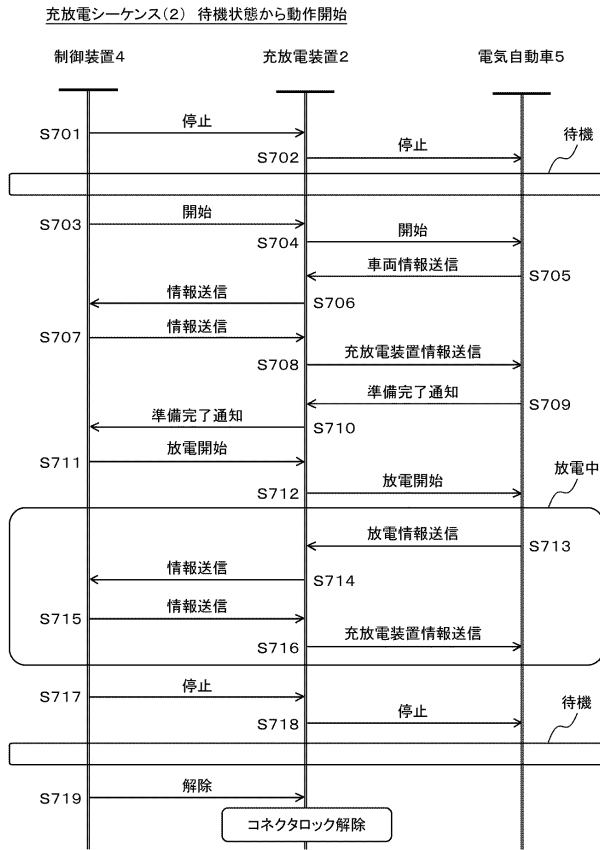 充放電シーケンス(2) 待機状態から動作開始
制御装置4
充放電装置2
電気自動車5
S701
停止
S702
停止
待機
S703
開始
S704
開始
車両情報送信
S705
情報送信
S706
S707
情報送信
S708
充放電装置情報送信
準備完了通知
S709
準備完了通知
S710
S711
放電開始
S712
放電開始
放電中
放電情報送信
S713
情報送信
S714
S715
情報送信
S716
充放電装置情報送信
S717
停止
S718
停止
待機
S719
解除
コネクタロック解除